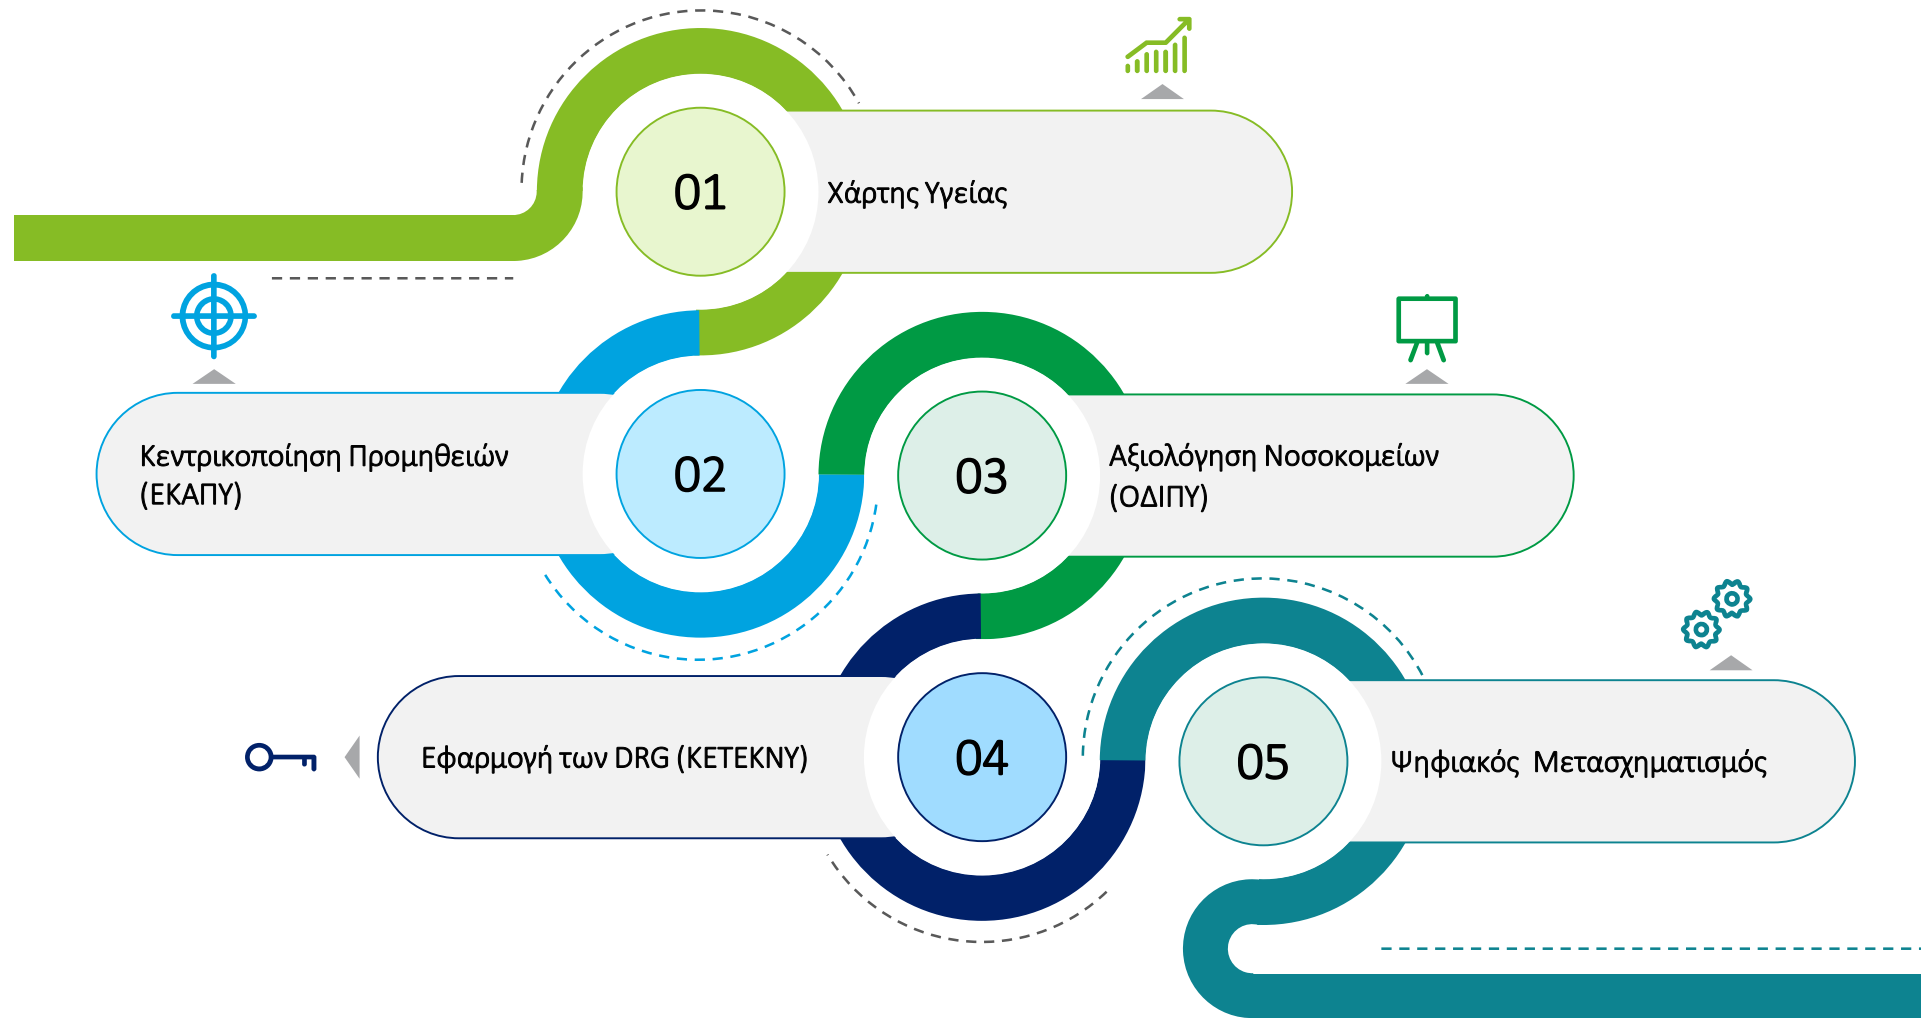 01
Χάρτης Υγείας
02
Κεντρικοποίηση Προμηθειών
(ΕΚΑΠΥ)
03
Αξιολόγηση Νοσοκομείων
(ΟΔΙΠΥ)
04
Εφαρμογή των DRG (ΚΕΤΕΚΝΥ)
05
Ψηφιακός Μετασχηματισμός